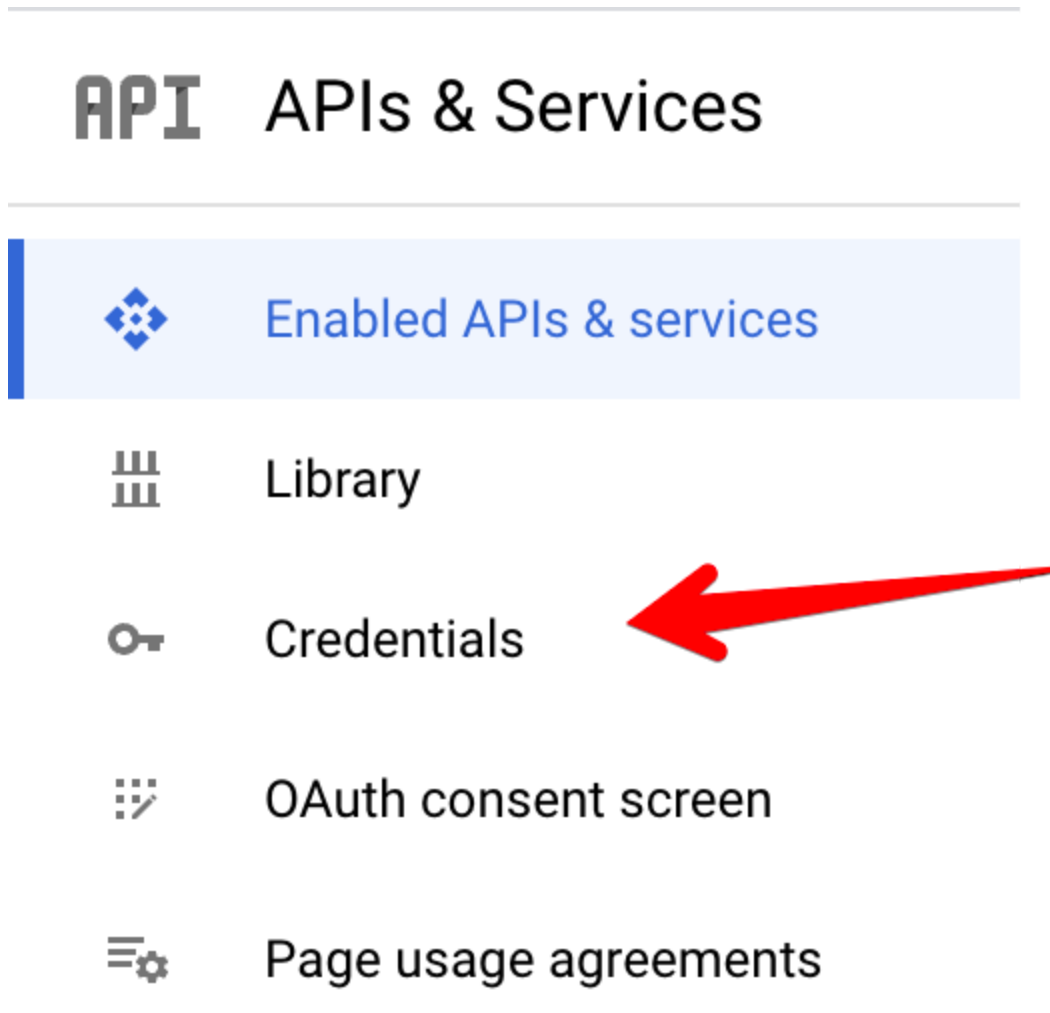 API APIs & Services
Enabled APIs & services
Library
Credentials
OAuth consent screen
Page usage agreements